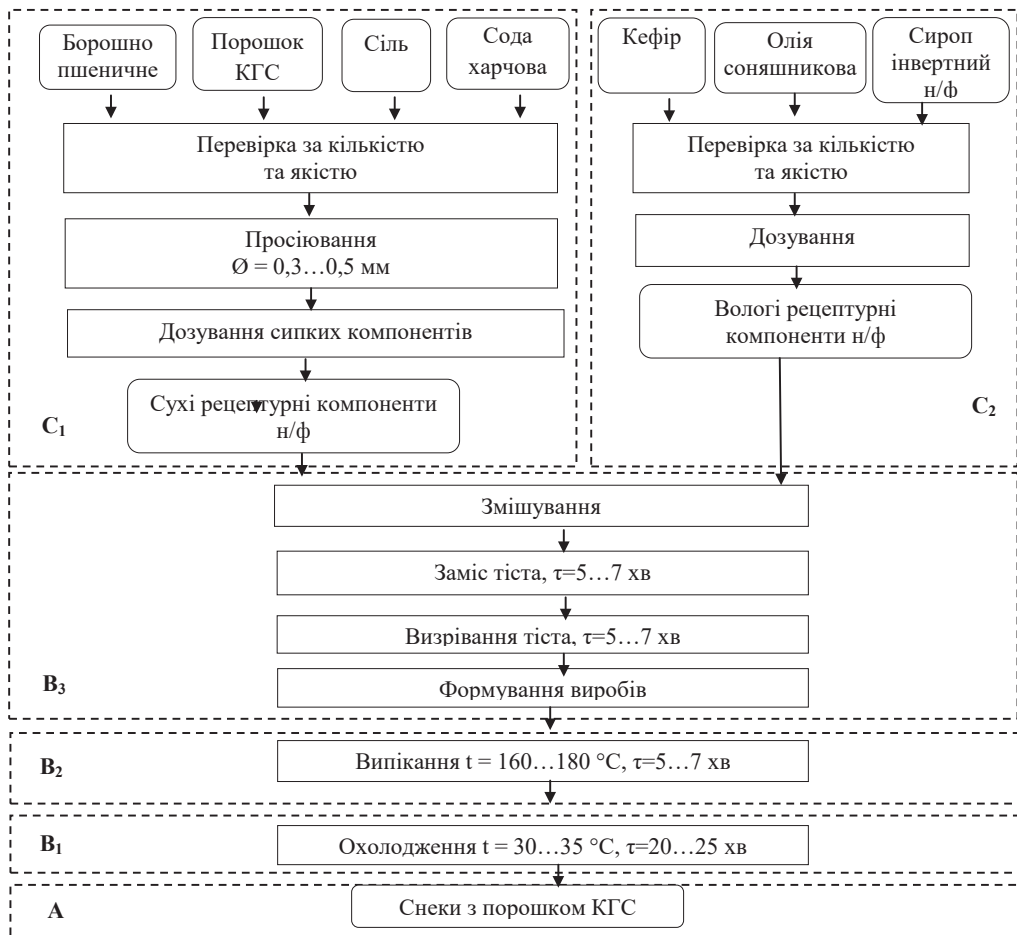 Борошно
пшеничне
Порошок
КГС
Сіль
Сода
харчова
Кефір
Олія
соняшникова
Сироп
інвертний
н/ф
Перевірка за кількістю
та якістю
Перевірка за кількістю
та якістю
Просіювання
Ø = 0,3…0,5 мм
Дозування
Дозування сипких компонентів
Вологі рецептурні
компоненти н/ф
Сухі рецептурні компоненти
н/ф
C₁
C₂
Змішування
Заміс тіста, τ=5…7 хв
Визрівання тіста, τ=5…7 хв
Формування виробів
B₃
Випікання t = 160…180 °C, τ=5…7 хв
B₂
Охолодження t = 30…35 °C, τ=20…25 хв
B₁
Снеки з порошком КГС
A